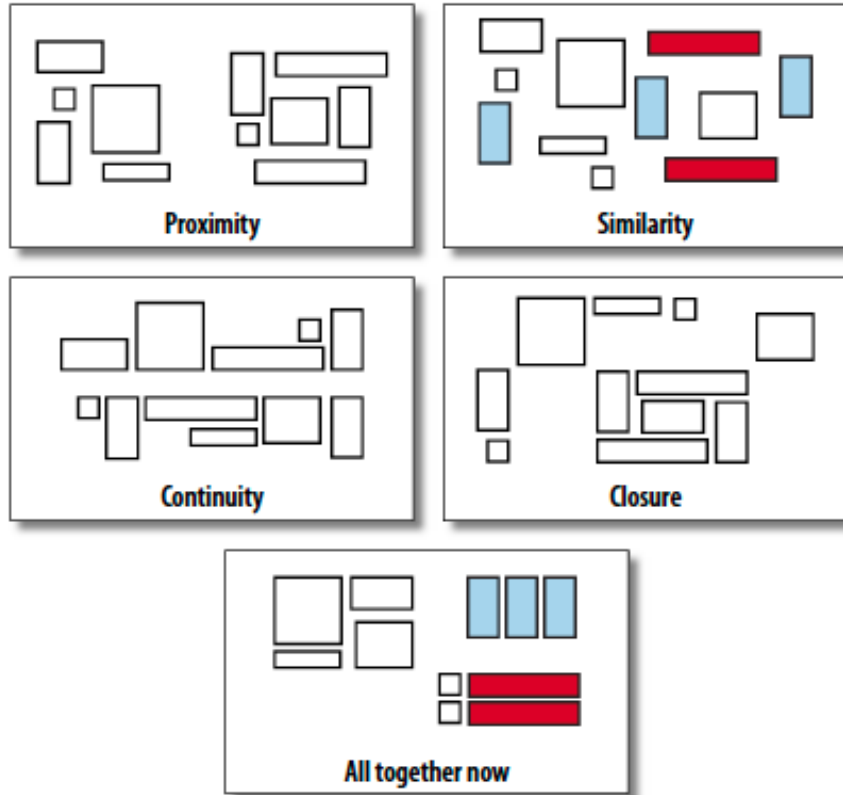 Proximity
Similarity
Continuity
Closure
All together now